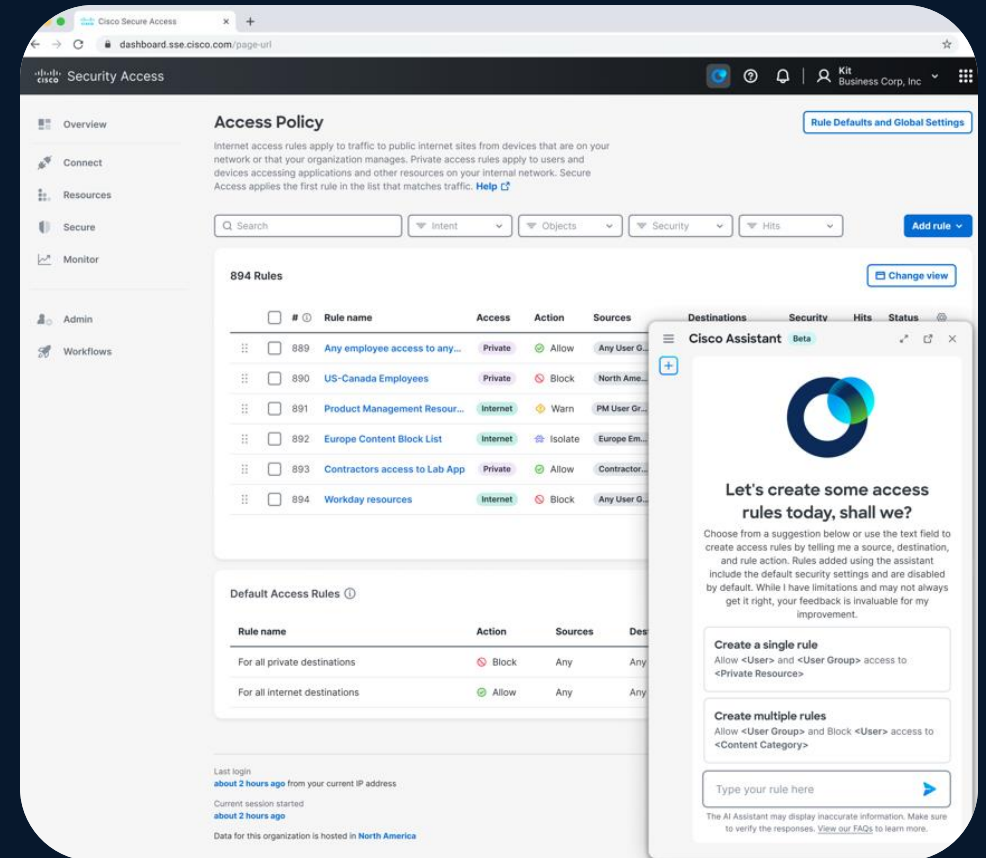 Cisco Secure Access
dashboard.sse.cisco.com/page-url
cisco Security Access
Kit
Business Corp, Inc
Overview
Connect
Resources
Secure
Monitor
Admin
Workflows
Access Policy
Rule Defaults and Global Settings
Internet access rules apply to traffic to public internet sites from devices that are on your
network or that your organization manages. Private access rules apply to users and
devices accessing applications and other resources on your internal network. Secure
Access applies the first rule in the list that matches traffic. Help
Search Intent Objects Security Hits Add rule
894 Rules Change view
# Rule name Access Action Sources Destinations Security Hits Status
889 Any employee access to any... Private Allow Any User G...
890 US-Canada Employees Private Block North Ame...
891 Product Management Resour... Internet Warn PM User Gr...
892 Europe Content Block List Internet Isolate Europe Em...
893 Contractors access to Lab App Private Allow Contractor...
894 Workday resources Internet Block Any User G...
Default Access Rules
Rule name Action Sources Des
For all private destinations Block Any Any
For all internet destinations Allow Any Any
Last login
about 2 hours ago from your current IP address
Current session started
about 2 hours ago
Data for this organization is hosted in North America
Cisco Assistant Beta
Let's create some access
rules today, shall we?
Choose from a suggestion below or use the text field to
create access rules by telling me a source, destination,
and rule action. Rules added using the assistant
include the default security settings and are disabled
by default. While I have limitations and may not always
get it right, your feedback is invaluable for my
improvement.
Create a single rule
Allow <User> and <User Group> access to
<Private Resource>
Create multiple rules
Allow <User Group> and Block <User> access to
<Content Category>
Type your rule here
The AI Assistant may display inaccurate information. Make sure
to verify the responses. View our FAQs to learn more.